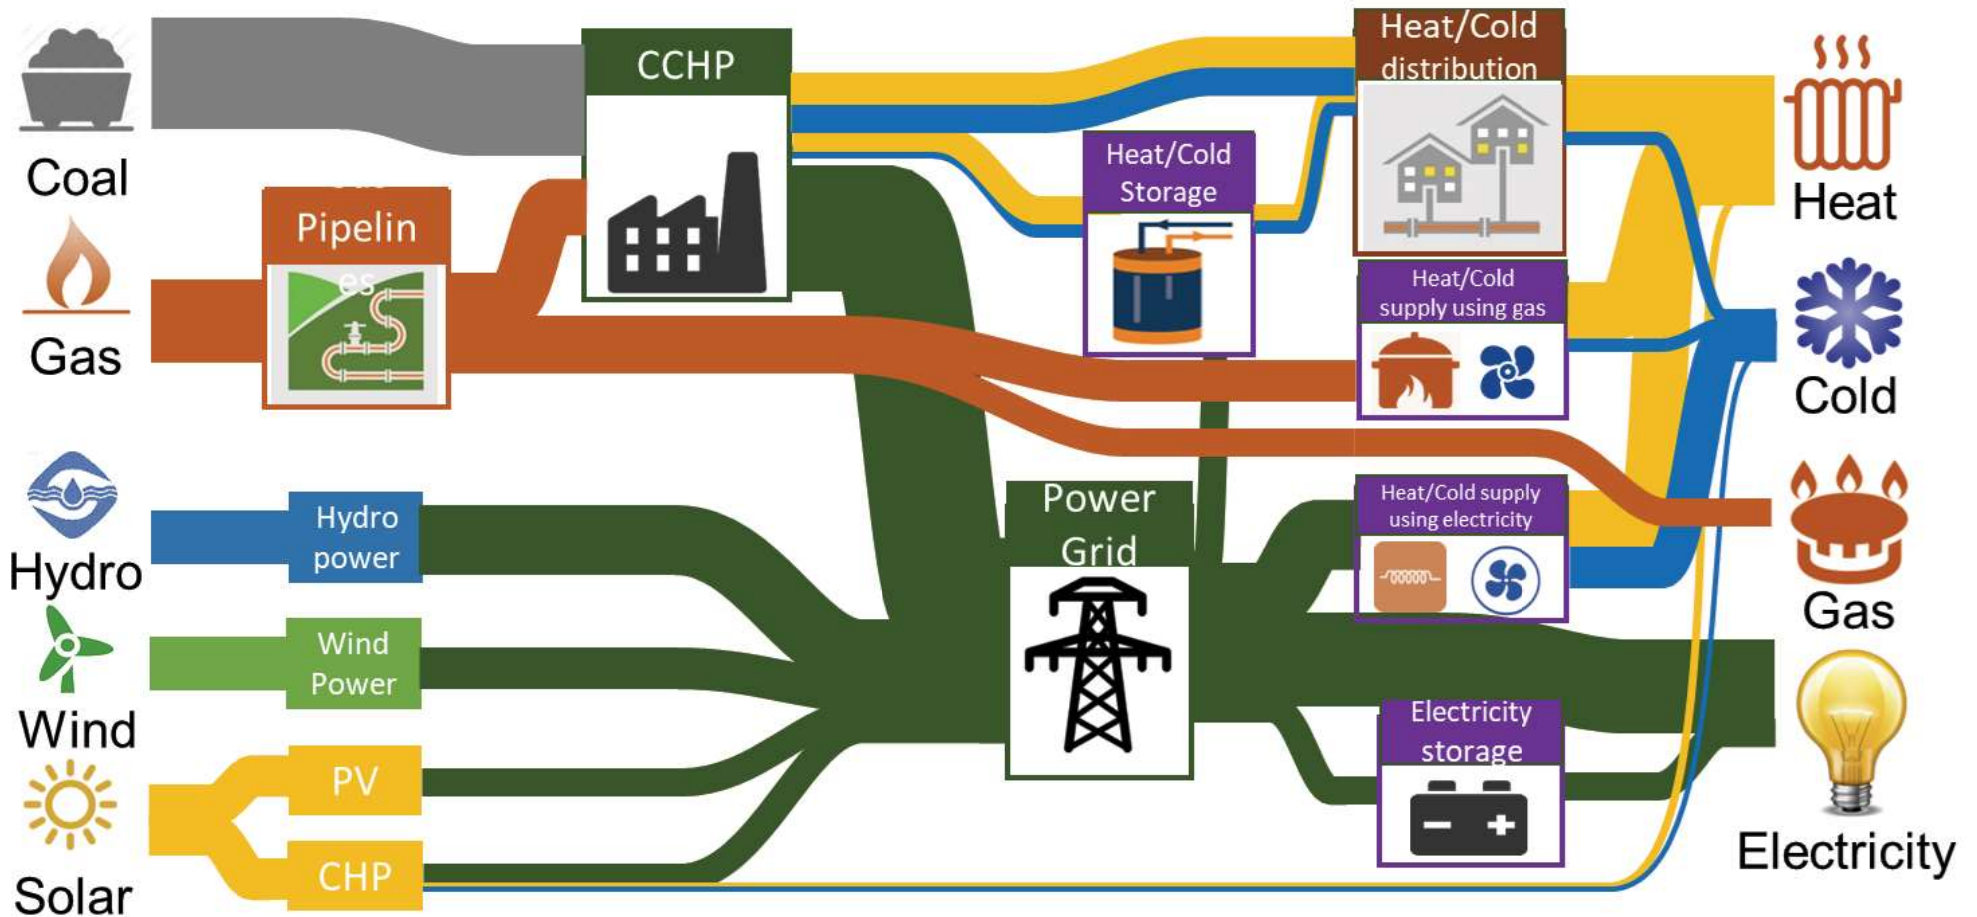 Coal
Gas
Hydro
Wind
Solar
Pipelin
es
Hydro
power
Wind
Power
PV
CHP
CCHP
Heat/Cold
Storage
Power
Grid
Heat/Cold
distribution
Heat/Cold
supply using gas
Heat/Cold supply
using electricity
Electricity
storage
Heat
Cold
Gas
Electricity